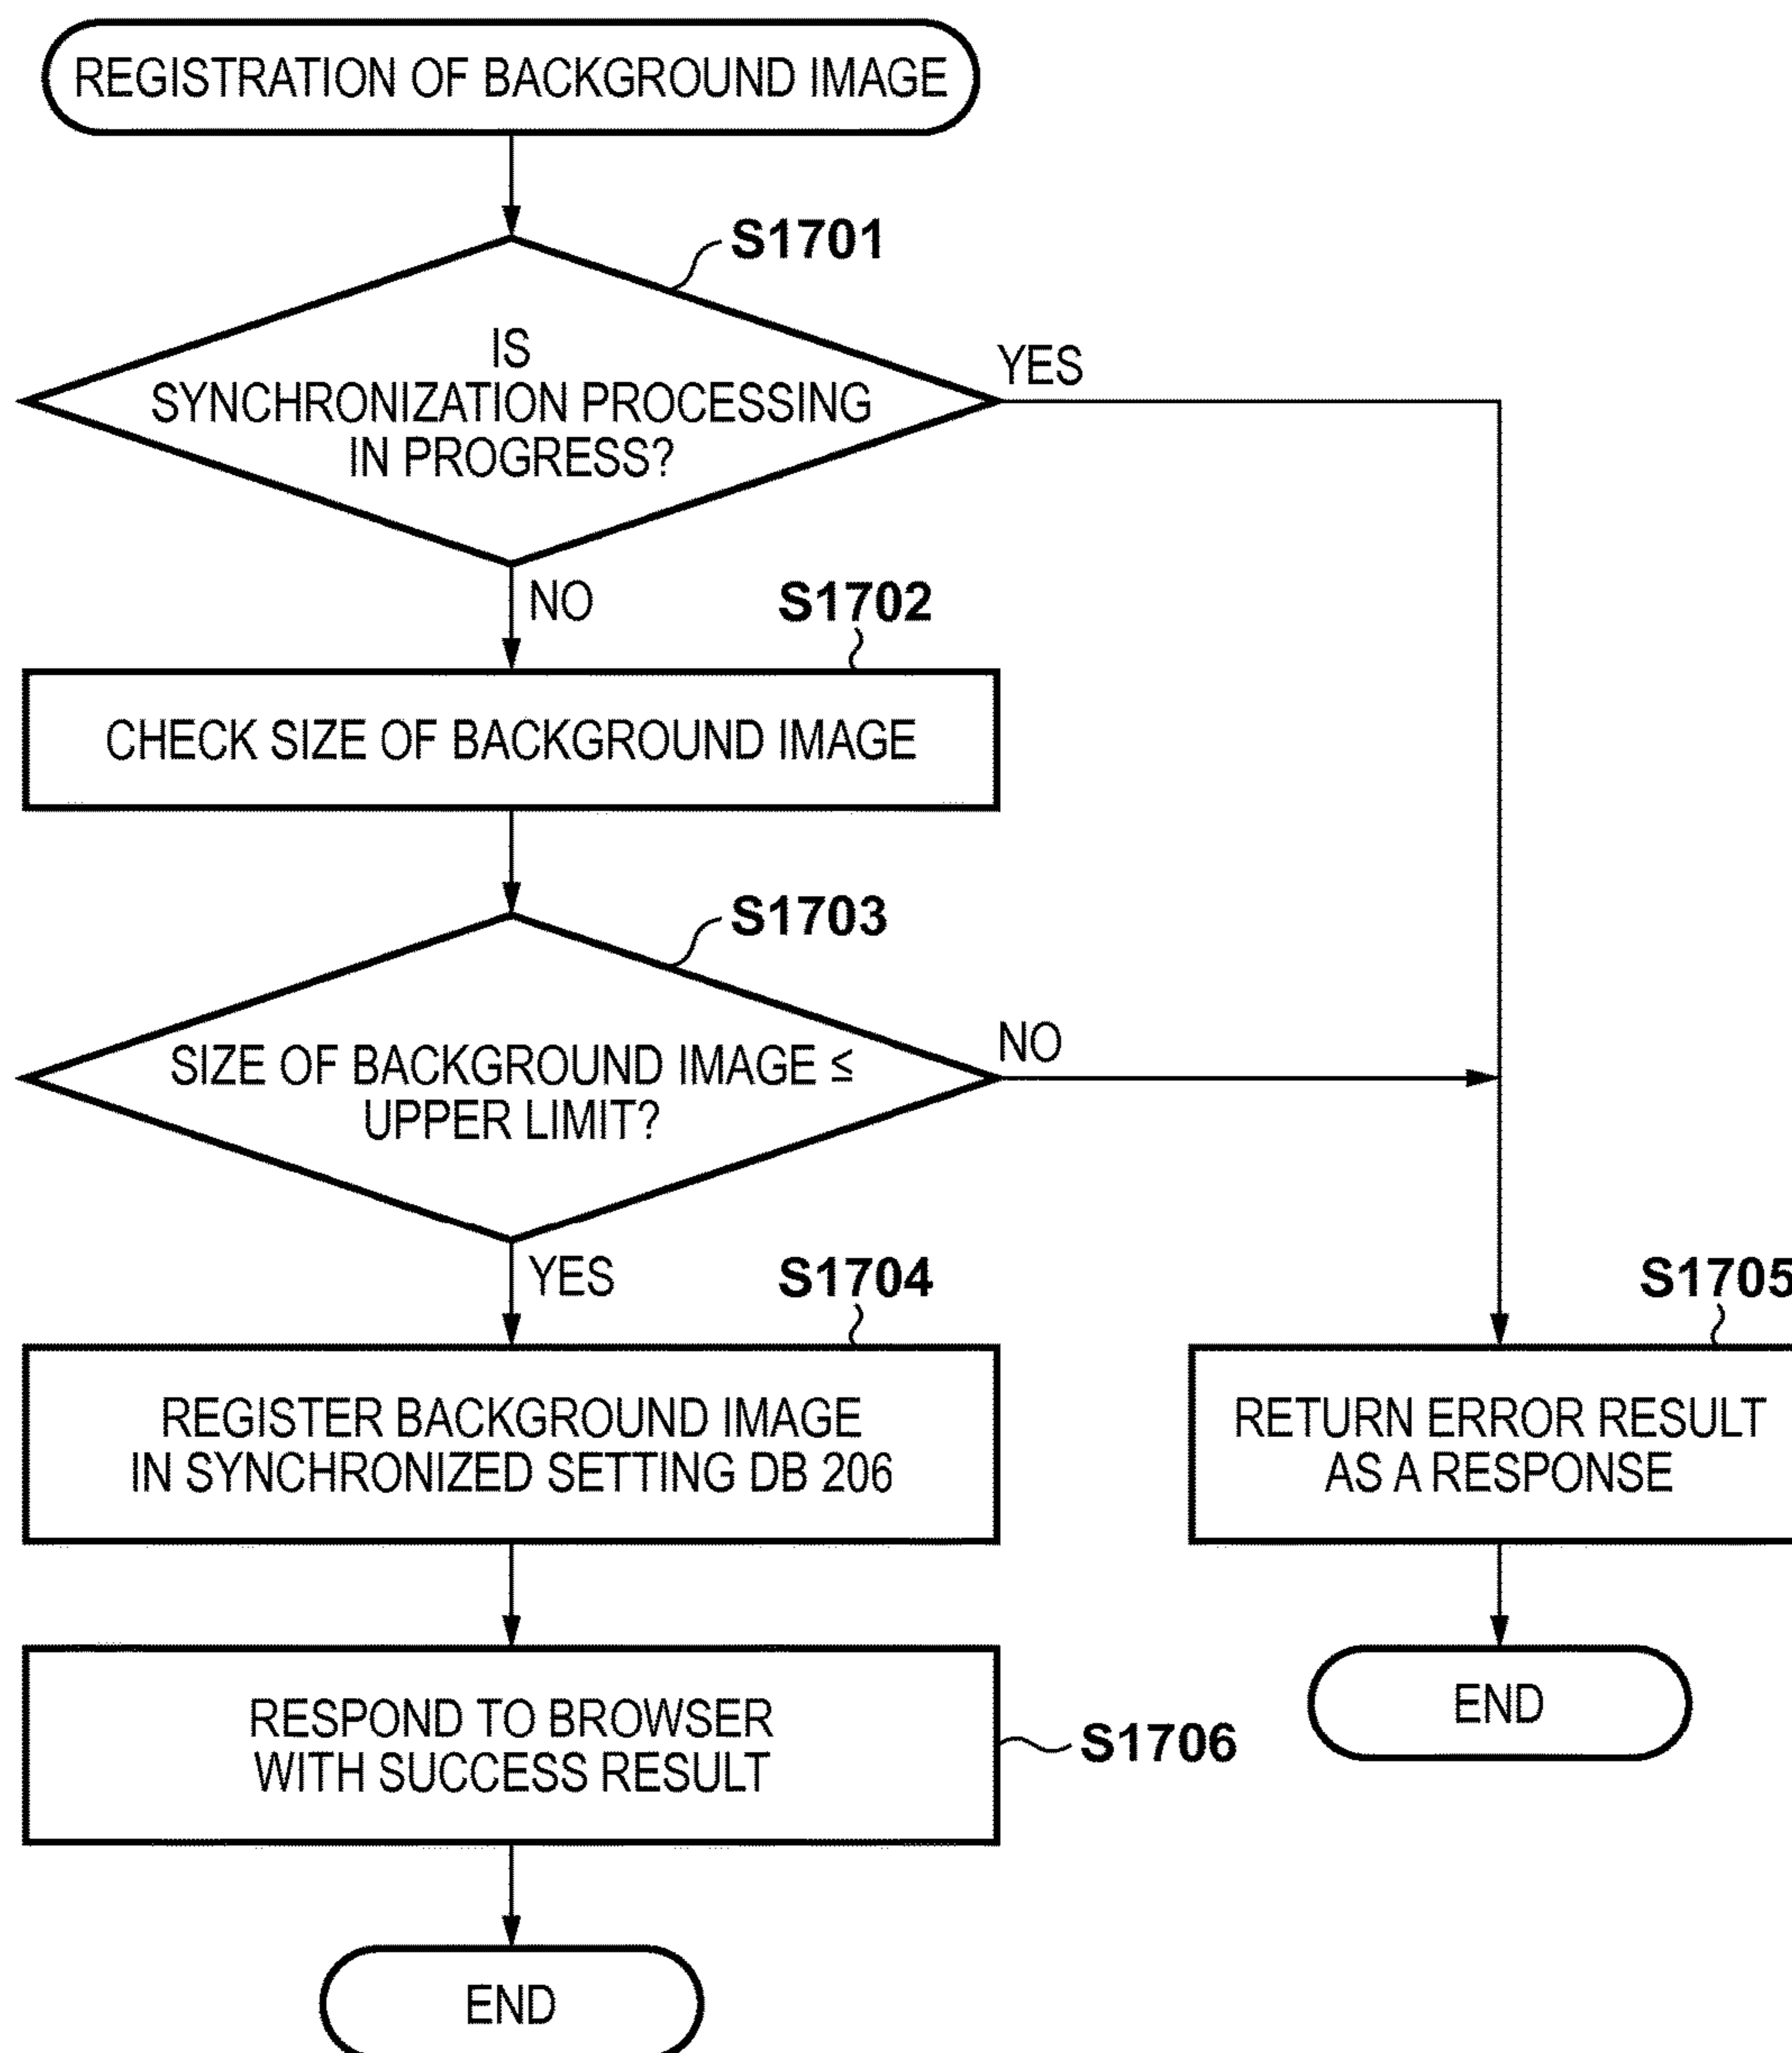 REGISTRATION OF BACKGROUND IMAGE
S1701
IS
SYNCHRONIZATION PROCESSING
IN PROGRESS?
YES
NO
S1702
CHECK SIZE OF BACKGROUND IMAGE
S1703
SIZE OF BACKGROUND IMAGE ≤
UPPER LIMIT?
NO
YES
S1704
REGISTER BACKGROUND IMAGE
IN SYNCHRONIZED SETTING DB 206
S1705
RETURN ERROR RESULT
AS A RESPONSE
RESPOND TO BROWSER
WITH SUCCESS RESULT
S1706
END
END